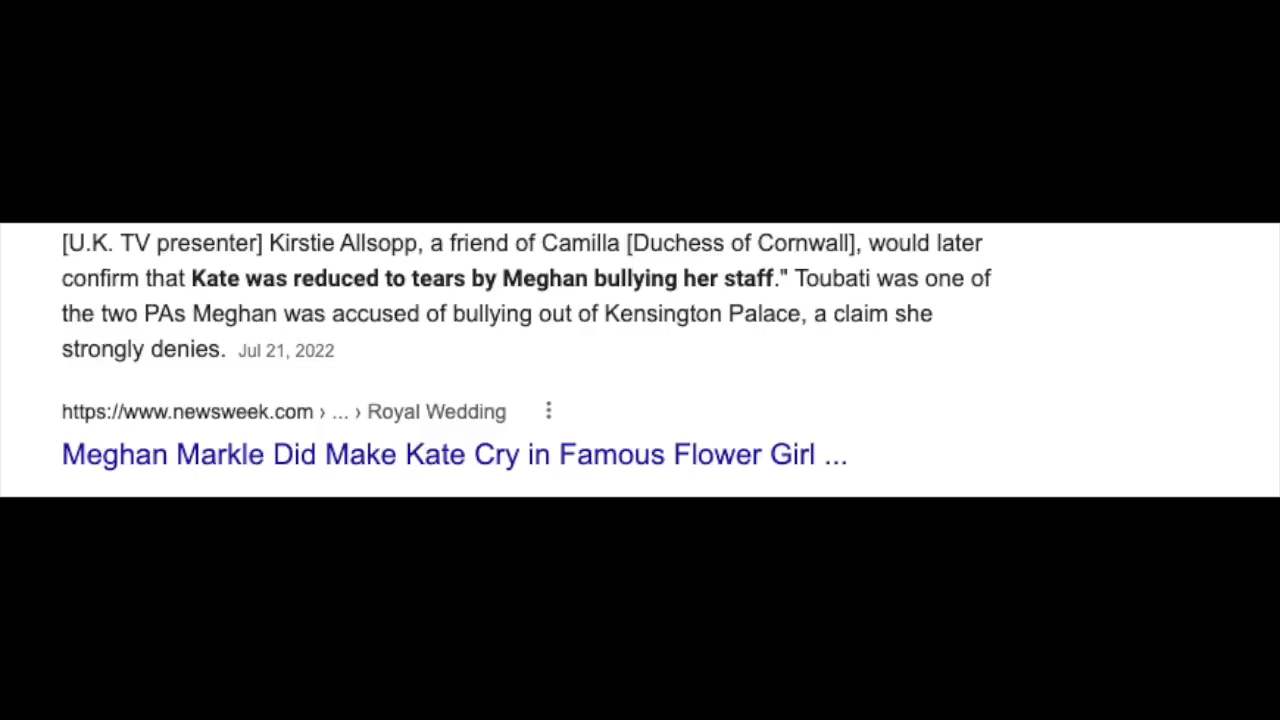 [U.K. TV presenter] Kirstie Allsopp, a friend of Camilla [Duchess of Cornwall], would later
confirm that Kate was reduced to tears by Meghan bullying her staff." Toubati was one of
the two PAs Meghan was accused of bullying out of Kensington Palace, a claim she
strongly denies. Jul 21, 2022
https://www.newsweek.com › ... › Royal Wedding
Meghan Markle Did Make Kate Cry in Famous Flower Girl ...